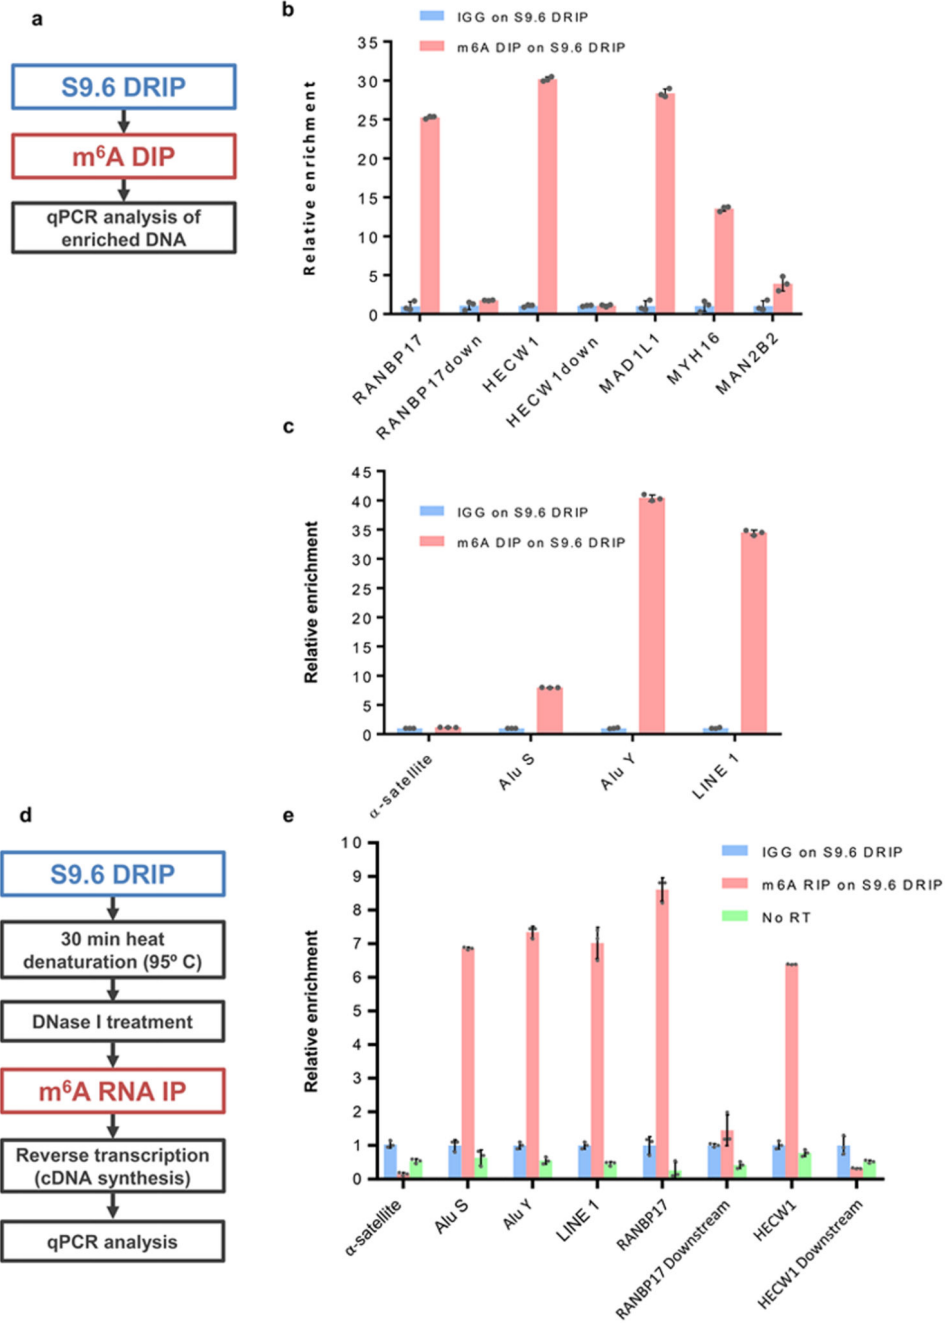 a
S9.6 DRIP
m⁶A DIP
qPCR analysis of
enriched DNA
b
IGG on S9.6 DRIP
m6A DIP on S9.6 DRIP
Relative enrichment
35
30
25
20
15
10
5
0
RANBP17
RANBP17down
HECW1
HECW1down
MAD1L1
MYH16
MAN2B2
c
IGG on S9.6 DRIP
m6A DIP on S9.6 DRIP
Relative enrichment
45
40
35
30
25
20
15
10
5
0
α-satellite
Alu S
Alu Y
LINE 1
d
S9.6 DRIP
30 min heat
denaturation (95º C)
DNase I treatment
m⁶A RNA IP
Reverse transcription
(cDNA synthesis)
qPCR analysis
e
IGG on S9.6 DRIP
m6A RIP on S9.6 DRIP
No RT
Relative enrichment
10
9
8
7
6
5
4
3
2
1
0
α-satellite
Alu S
Alu Y
LINE 1
RANBP17
RANBP17 Downstream
HECW1
HECW1 Downstream